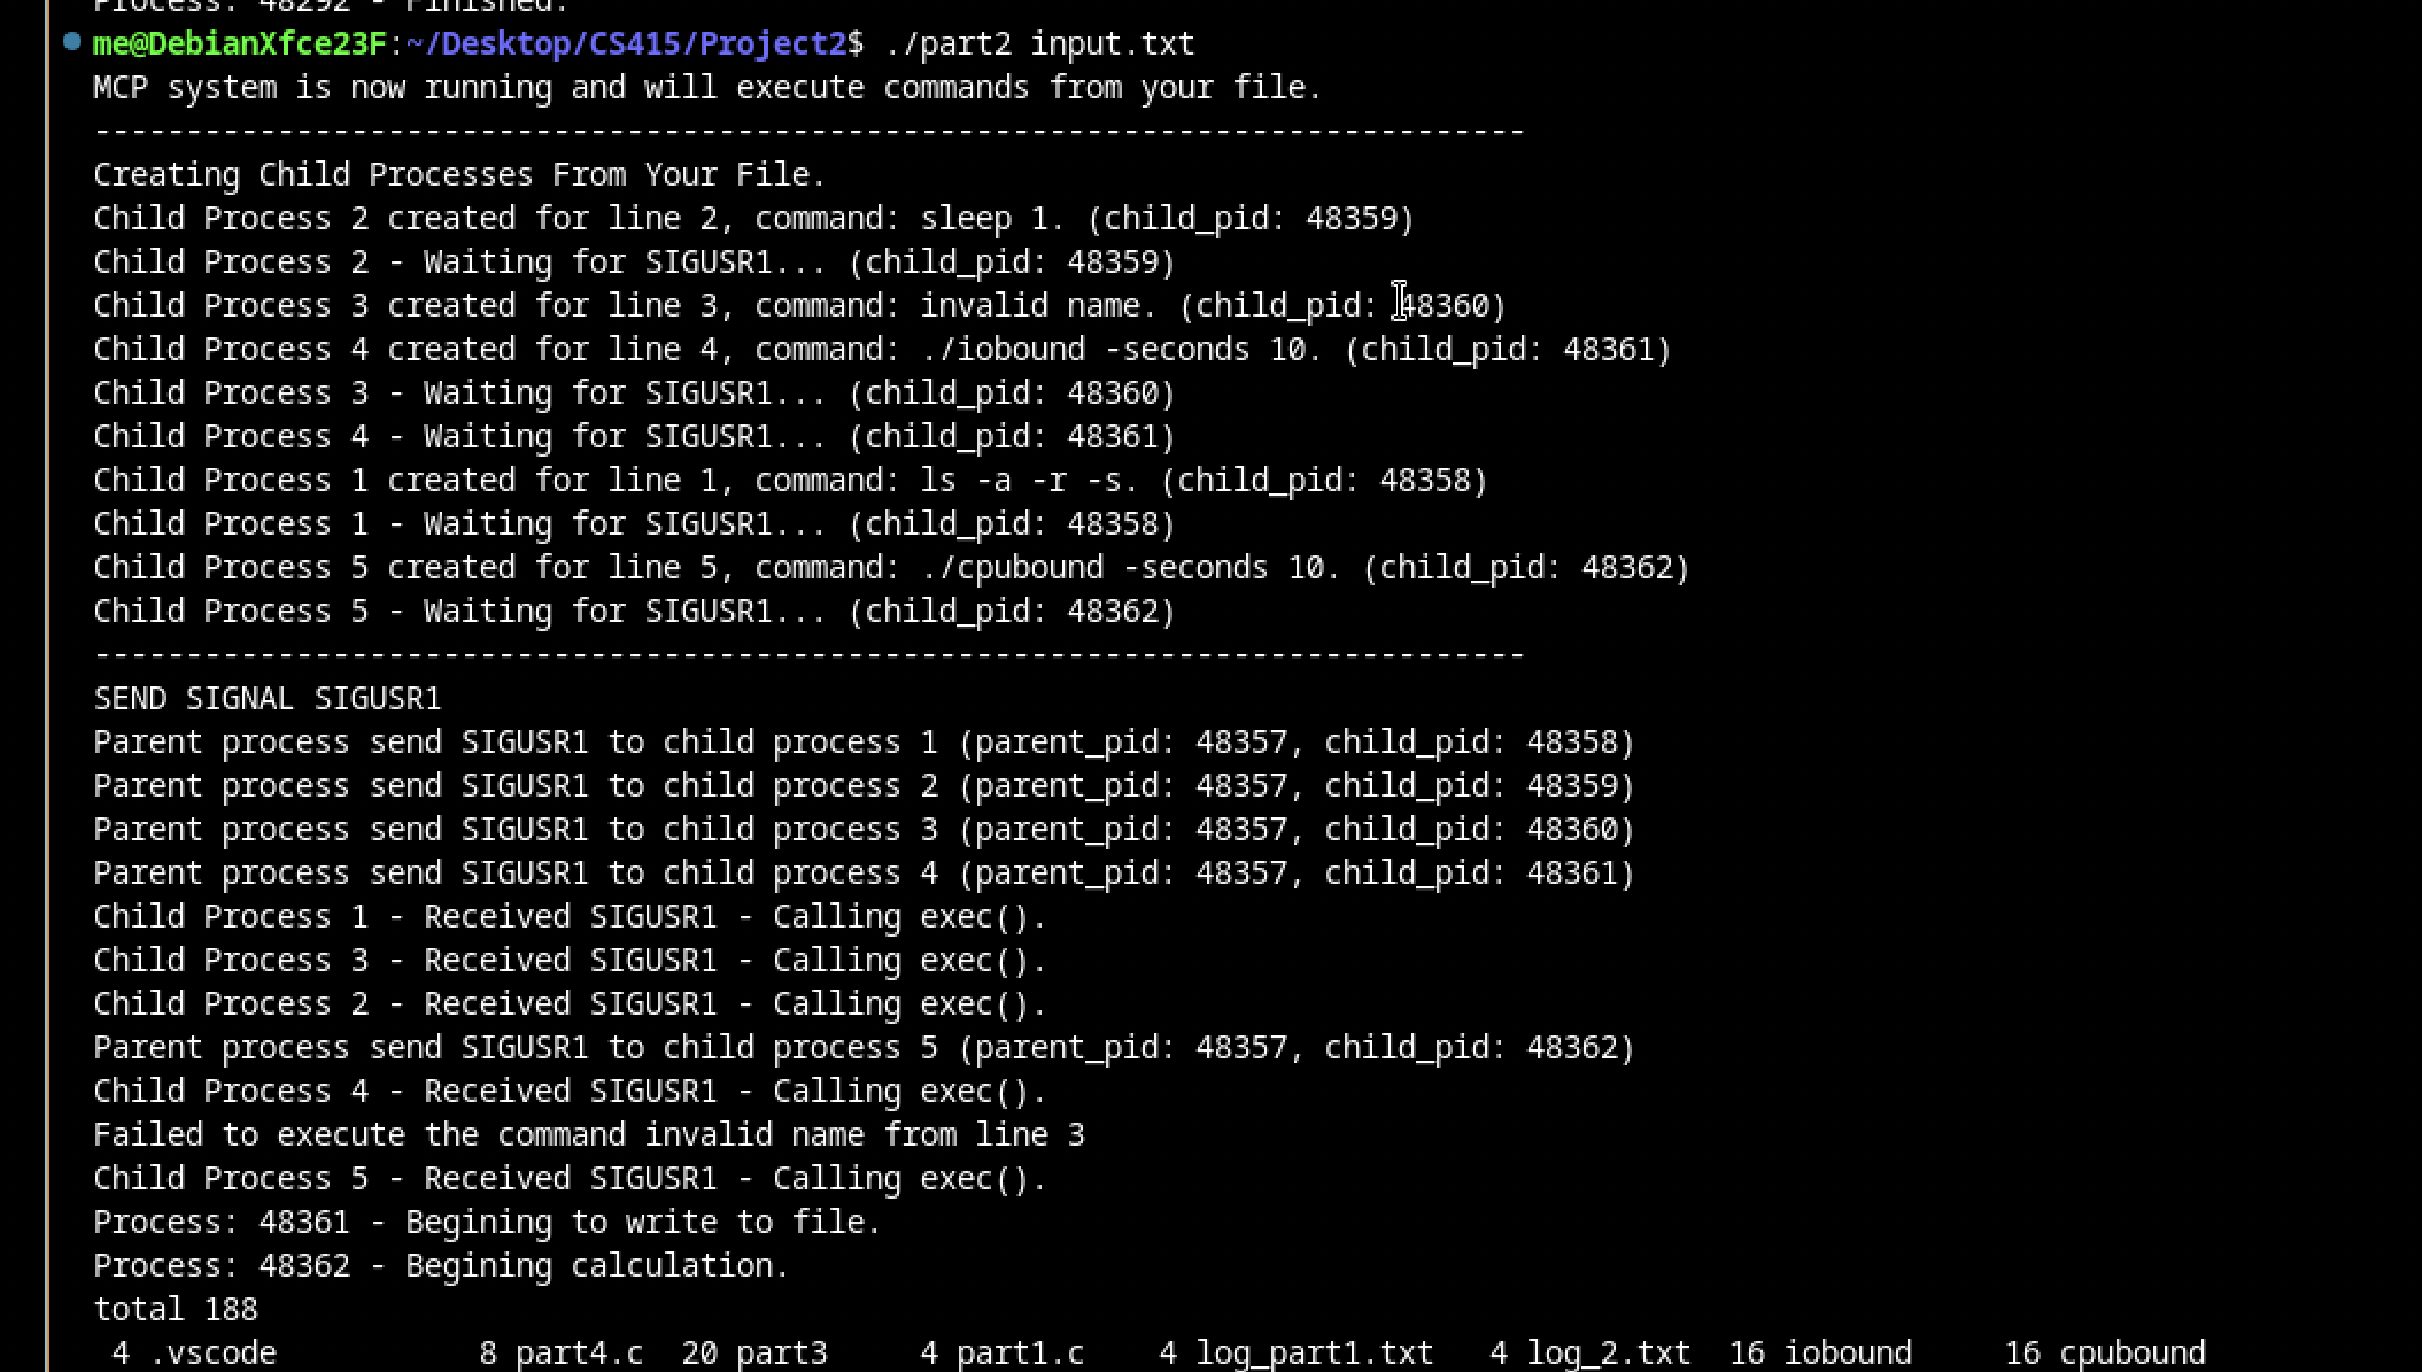 Process: 48292 - Finished.
me@DebianXfce23F:~/Desktop/CS415/Project2$ ./part2 input.txt
MCP system is now running and will execute commands from your file.
------------------------------------------------------------------------------
Creating Child Processes From Your File.
Child Process 2 created for line 2, command: sleep 1. (child_pid: 48359)
Child Process 2 - Waiting for SIGUSR1... (child_pid: 48359)
Child Process 3 created for line 3, command: invalid name. (child_pid: 48360)
Child Process 4 created for line 4, command: ./iobound -seconds 10. (child_pid: 48361)
Child Process 3 - Waiting for SIGUSR1... (child_pid: 48360)
Child Process 4 - Waiting for SIGUSR1... (child_pid: 48361)
Child Process 1 created for line 1, command: ls -a -r -s. (child_pid: 48358)
Child Process 1 - Waiting for SIGUSR1... (child_pid: 48358)
Child Process 5 created for line 5, command: ./cpubound -seconds 10. (child_pid: 48362)
Child Process 5 - Waiting for SIGUSR1... (child_pid: 48362)
------------------------------------------------------------------------------
SEND SIGNAL SIGUSR1
Parent process send SIGUSR1 to child process 1 (parent_pid: 48357, child_pid: 48358)
Parent process send SIGUSR1 to child process 2 (parent_pid: 48357, child_pid: 48359)
Parent process send SIGUSR1 to child process 3 (parent_pid: 48357, child_pid: 48360)
Parent process send SIGUSR1 to child process 4 (parent_pid: 48357, child_pid: 48361)
Child Process 1 - Received SIGUSR1 - Calling exec().
Child Process 3 - Received SIGUSR1 - Calling exec().
Child Process 2 - Received SIGUSR1 - Calling exec().
Parent process send SIGUSR1 to child process 5 (parent_pid: 48357, child_pid: 48362)
Child Process 4 - Received SIGUSR1 - Calling exec().
Failed to execute the command invalid name from line 3
Child Process 5 - Received SIGUSR1 - Calling exec().
Process: 48361 - Begining to write to file.
Process: 48362 - Begining calculation.
total 188
4 .vscode 8 part4.c 20 part3 4 part1.c 4 log_part1.txt 4 log_2.txt 16 iobound 16 cpubound